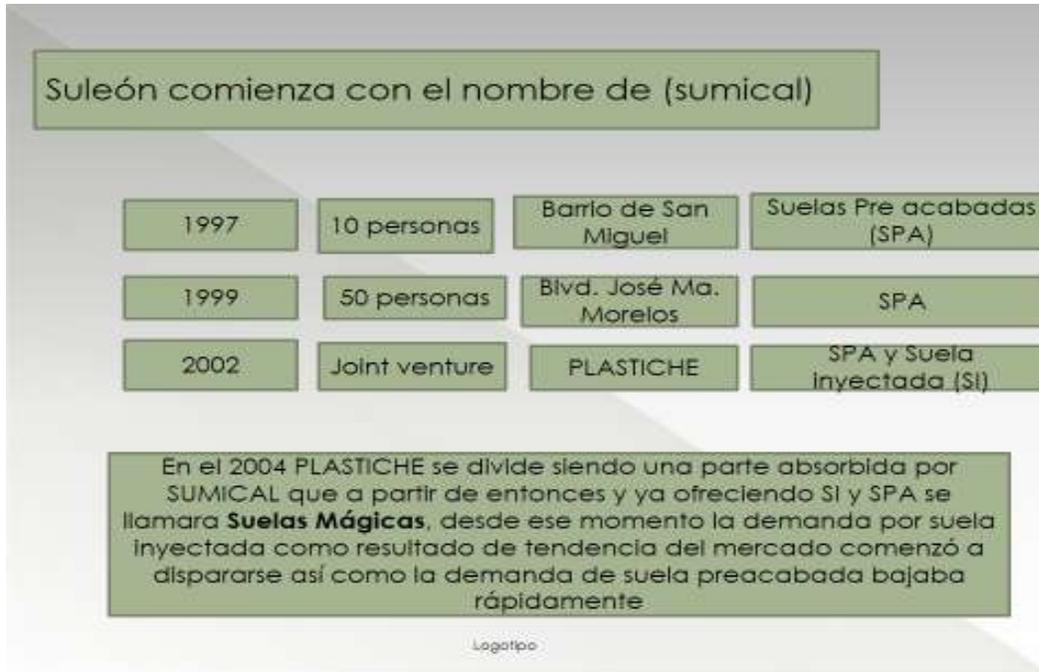 Suleón comienza con el nombre de (sumical)
1997
10 personas
Barrio de San
Miguel
Suelas Pre acabadas
(SPA)
1999
50 personas
Blvd. José Ma.
Morelos
SPA
2002
Joint venture
PLASTICHE
SPA y Suela
inyectada (SI)
En el 2004 PLASTICHE se divide siendo una parte absorbida por
SUMICAL que a partir de entonces y ya ofreciendo SI y SPA se
llamara Suelas Mágicas, desde ese momento la demanda por suela
inyectada como resultado de tendencia del mercado comenzó a
dispararse así como la demanda de suela preacabada bajaba
rápidamente
Logotipo